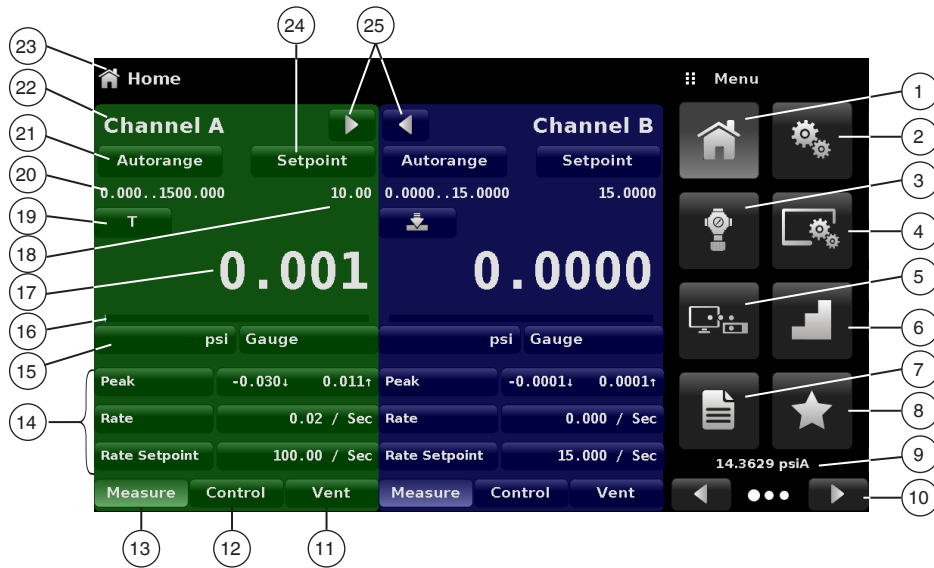 24
25
23
Home
Menu
22
1
Channel A
Channel B
2
21
Autorange
Setpoint
Autorange
Setpoint
20
0.000..1500.000
10.00
0.0000..15.0000
15.0000
3
19
T
18
4
17
0.001
0.0000
5
16
6
15
psi
Gauge
psi
Gauge
7
14
Peak
-0.030↓
0.011↑
Peak
-0.0001↓
0.0001↑
8
Rate
0.02 / Sec
Rate
0.000 / Sec
9
Rate Setpoint
100.00 / Sec
Rate Setpoint
15.000 / Sec
14.3629 psiA
Measure
Control
Vent
Measure
Control
Vent
10
13
12
11